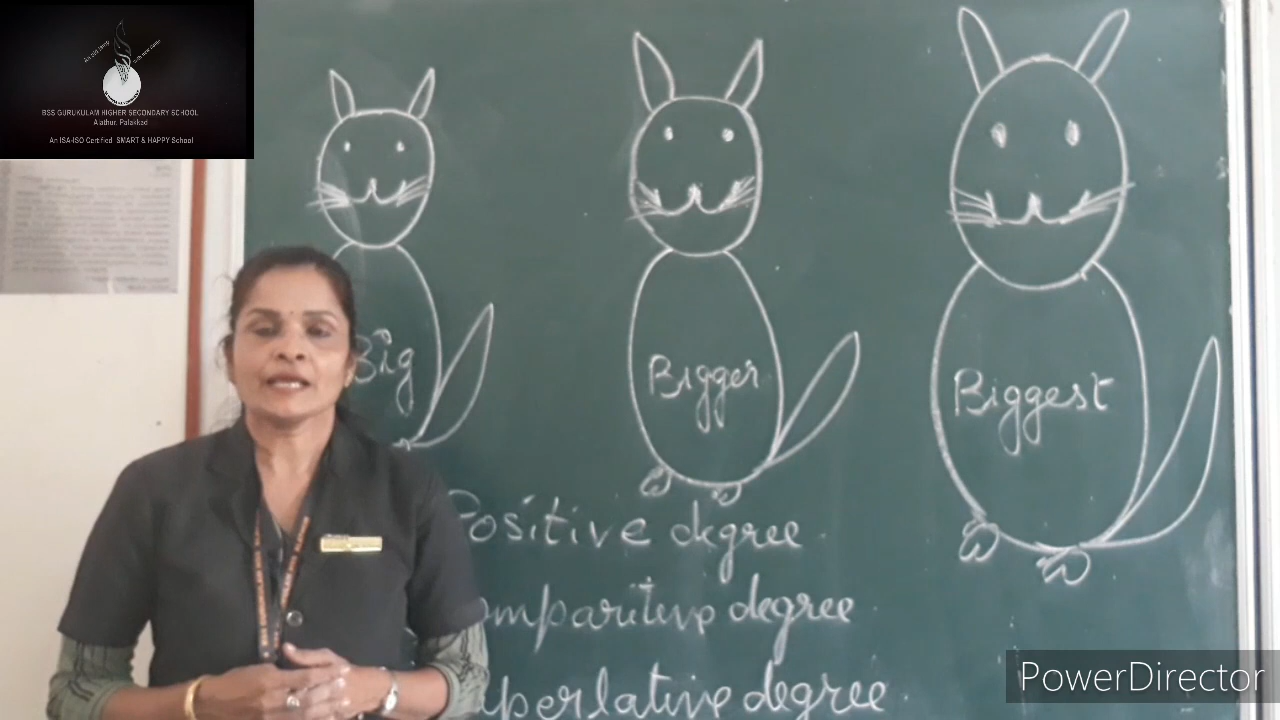 BSS GURUKULAM HIGHER SECONDARY SCHOOL
Alathur, Palakkad
An ISA-ISO Certified SMART & HAPPY School
Big
Bigger
Biggest
Positive degree
omparitive degree
perlative degree
PowerDirector